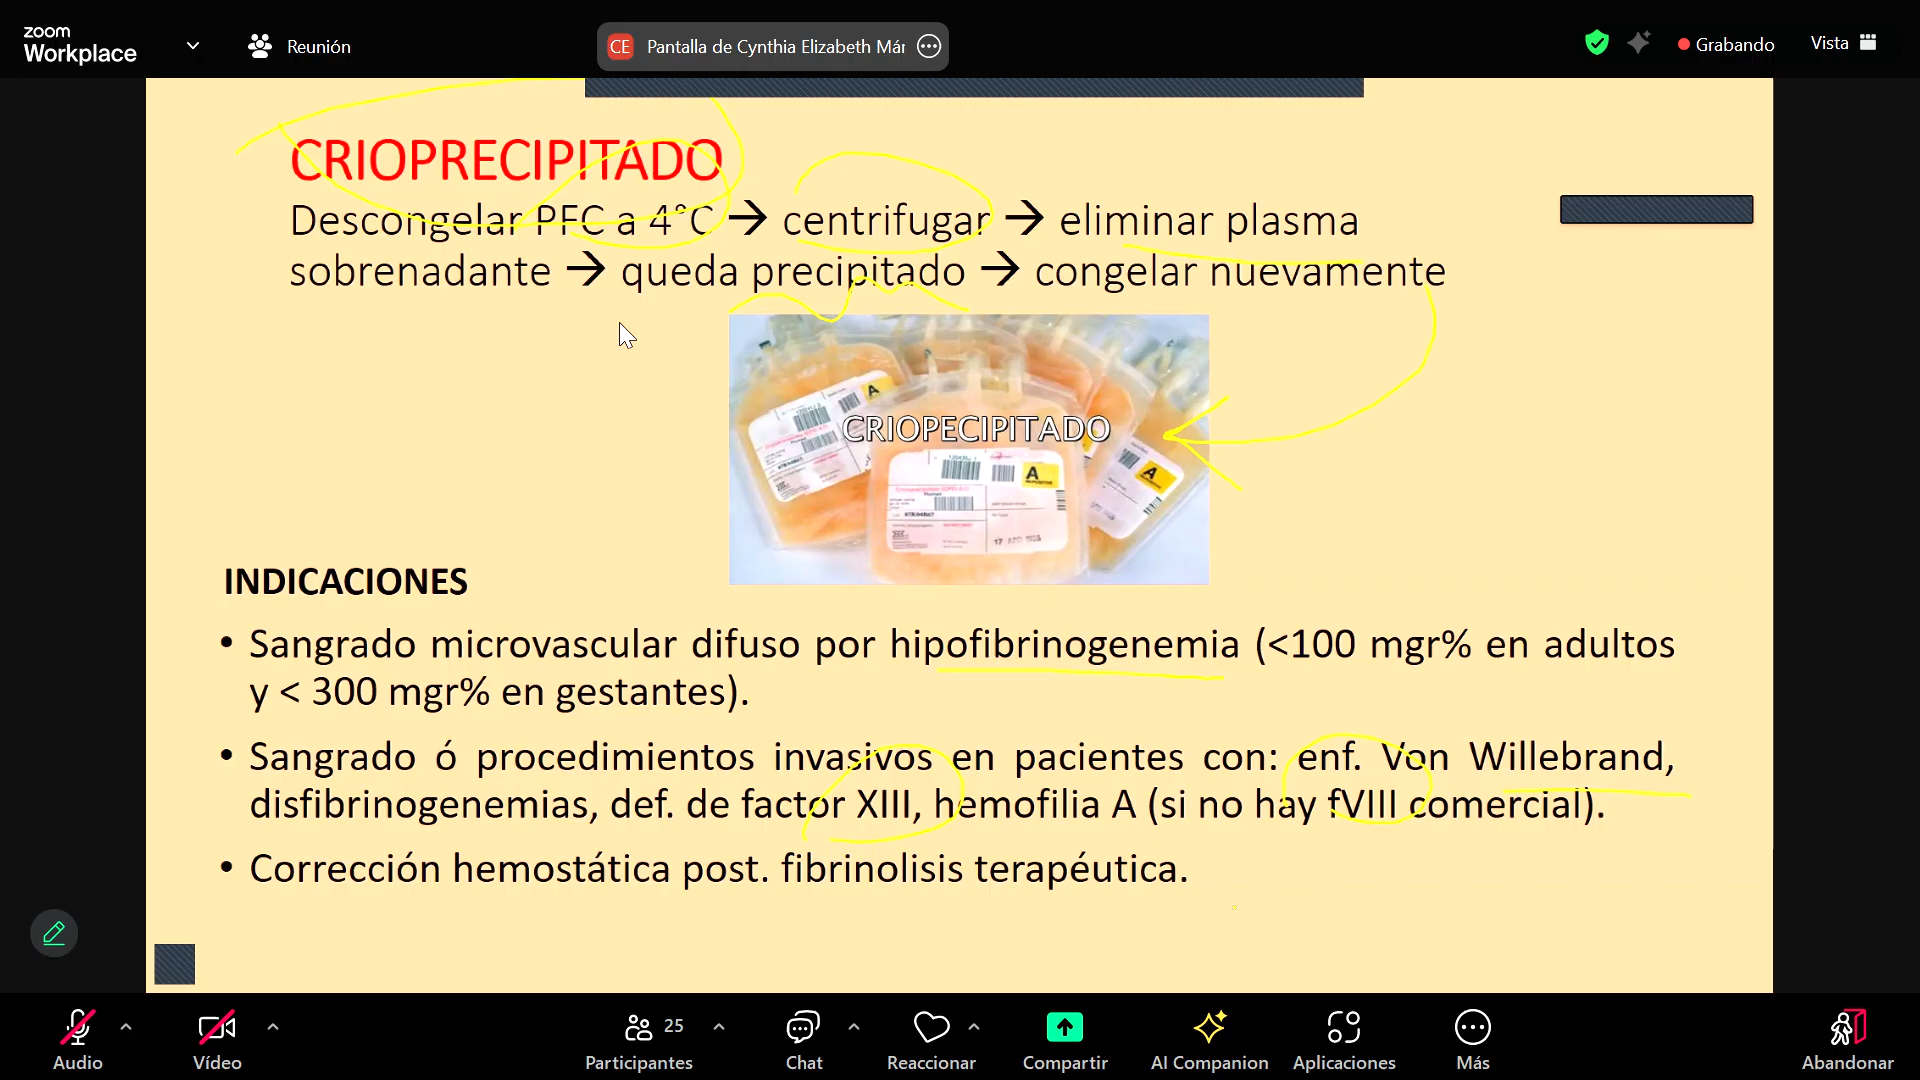 zoom
Workplace
Reunión
CE
Pantalla de Cynthia Elizabeth Már
Grabando
Vista
CRIOPRECIPITADO
Descongelar PFC a 4°C → centrifugar → eliminar plasma
sobrenadante → queda precipitado → congelar nuevamente
CRIOPECIPITADO
A
A
A
INDICACIONES
• Sangrado microvascular difuso por hipofibrinogenemia (<100 mgr% en adultos
y < 300 mgr% en gestantes).
• Sangrado ó procedimientos invasivos en pacientes con: enf. Von Willebrand,
disfibrinogenemias, def. de factor XIII, hemofilia A (si no hay fVIII comercial).
• Corrección hemostática post. fibrinolisis terapéutica.
Audio
Vídeo
25
Participantes
Chat
Reaccionar
Compartir
AI Companion
Aplicaciones
Más
Abandonar